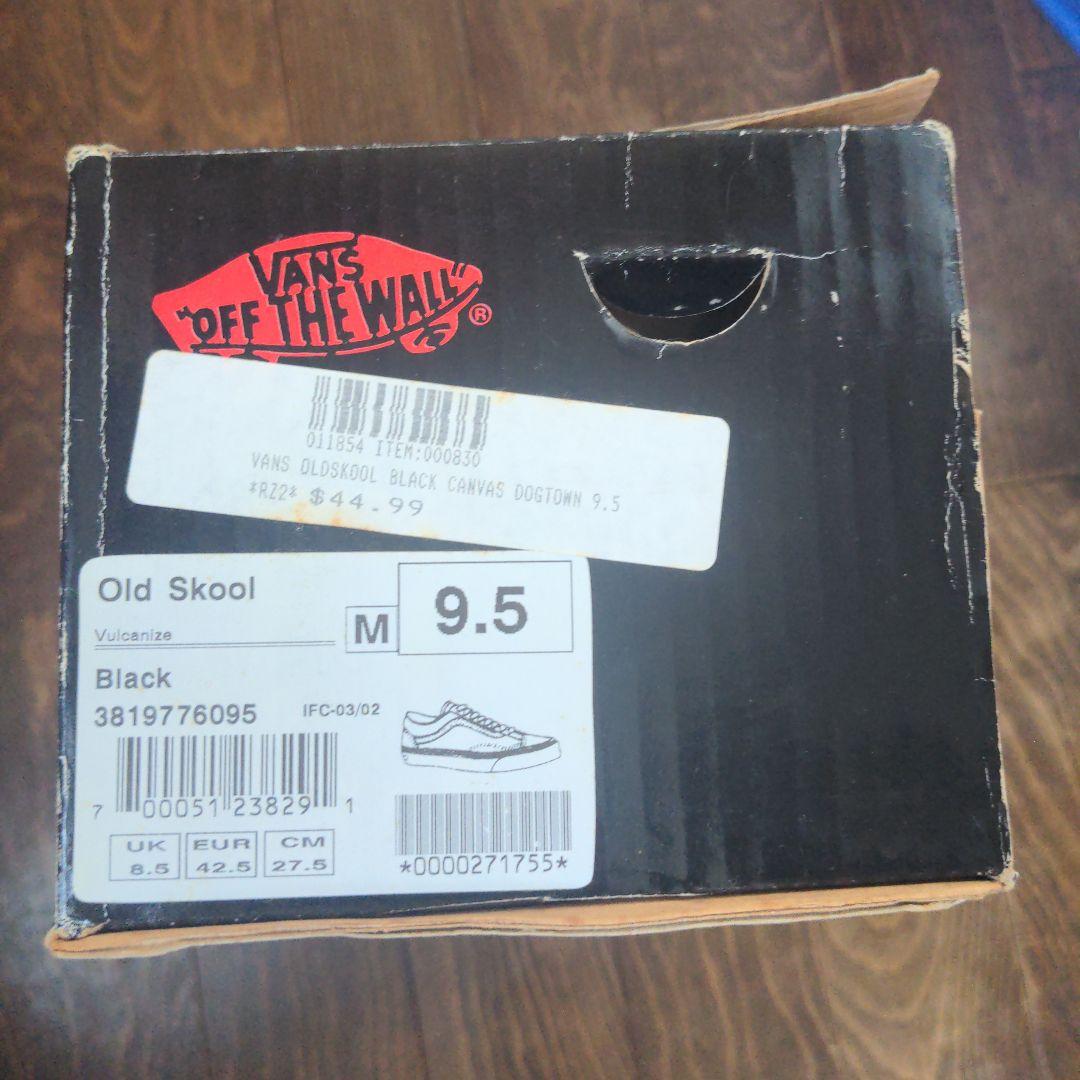 VANS
"OFF THE WALL" ®
011854 ITEM:000830
VANS OLDSKOOL BLACK CANVAS DOGTOWN 9.5
*RZ2* $44.99
Old Skool
Vulcanize
M 9.5
Black
3819776095 IFC-03/02
7 00051 23829 1
UK EUR CM
8.5 42.5 27.5
*0000271755*